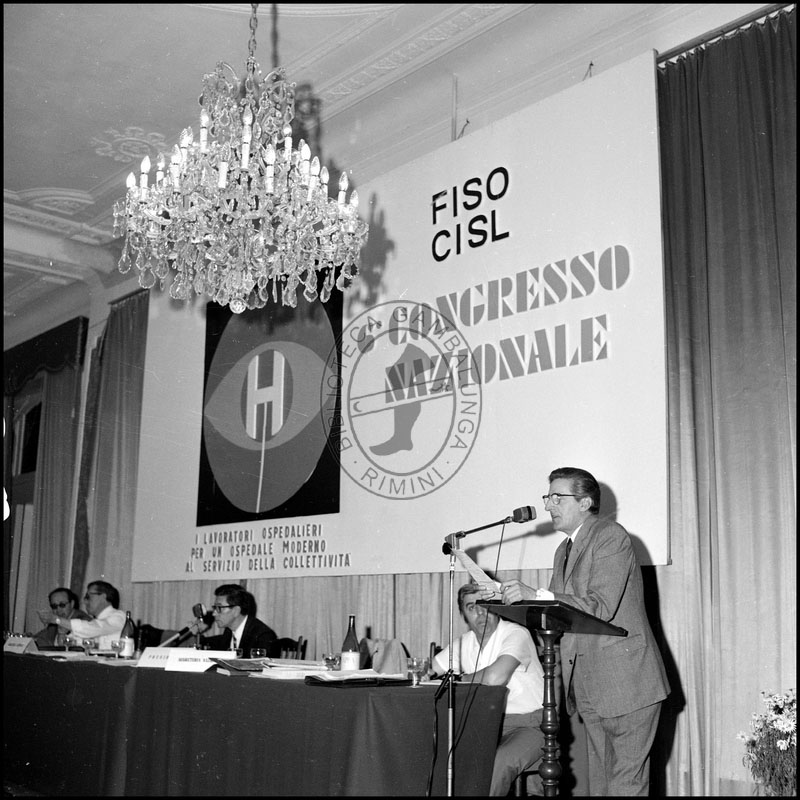 FISO
CISL
CONGRESSO
NAZIONALE
H
I LAVORATORI OSPEDALIERI
PER UN OSPEDALE MODERNO
AL SERVIZIO DELLA COLLETTIVITÀ
BIBLIOTECA GAMBALUNGA
RIMINI